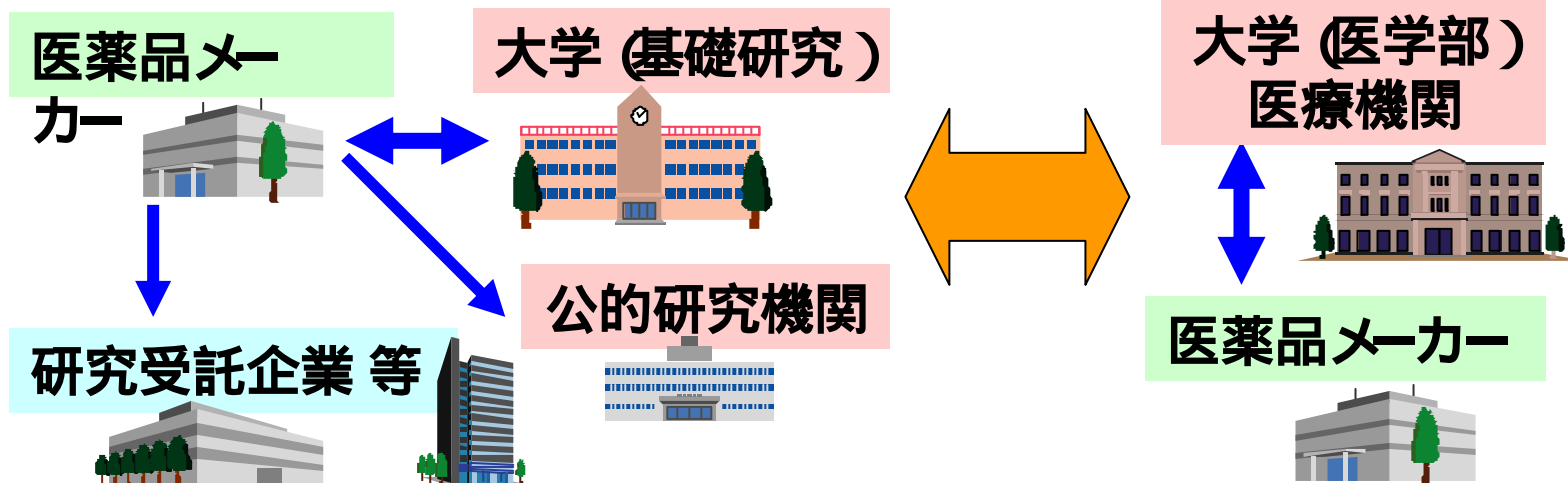 医薬品メー
カー
大学（基礎研究）
大学（医学部）
医療機関
公的研究機関
研究受託企業 等
医薬品メーカー